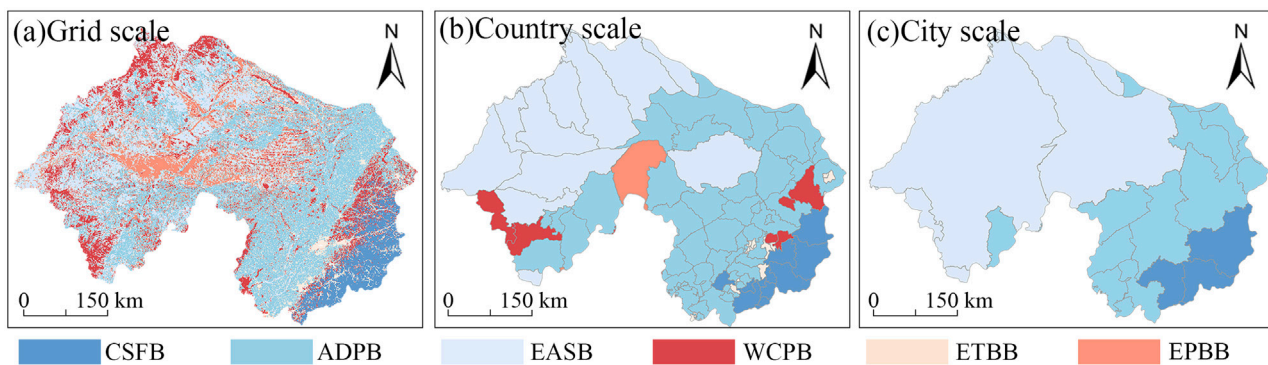 (a)Grid scale
N
0 150 km
(b)Country scale
N
0 150 km
(c)City scale
N
0 150 km
CSFB ADPB EASB WCPB ETBB EPBB